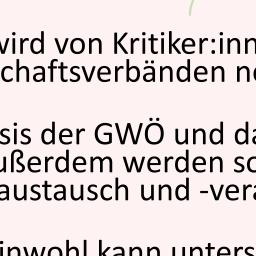 wird von Kritiker:inn
chaftsverbänden n
sis der GWÖ und da
ußerdem werden so
austausch und -vera
inwohl kann unters